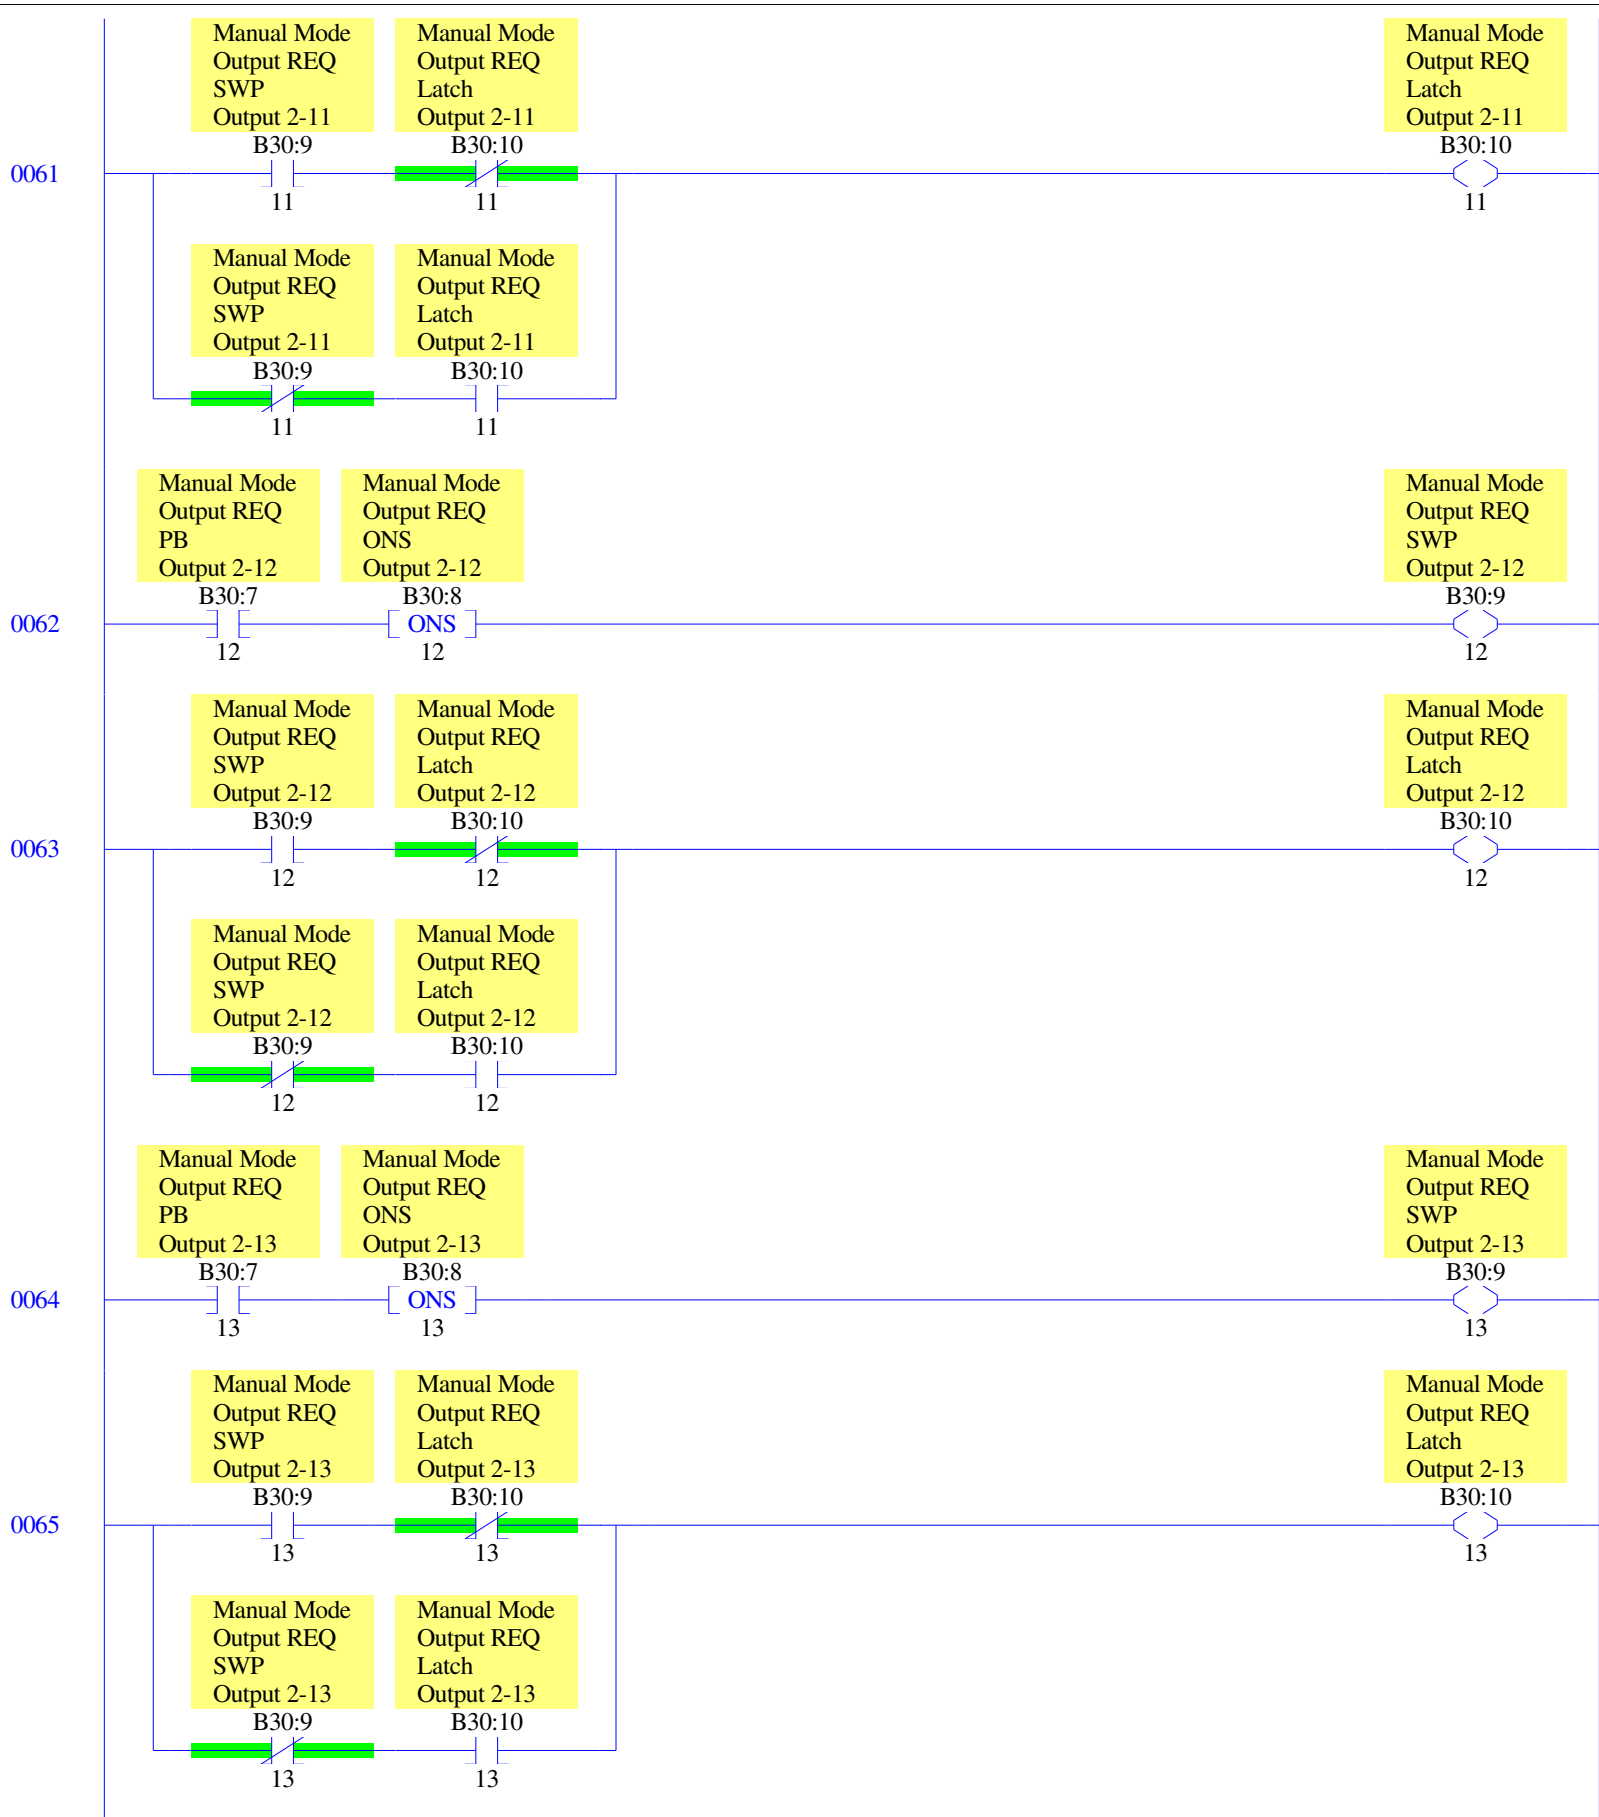 Manual Mode
Output REQ
SWP
Output 2-11
B30:9
11
Manual Mode
Output REQ
Latch
Output 2-11
B30:10
11
Manual Mode
Output REQ
Latch
Output 2-11
B30:10
11
0061
Manual Mode
Output REQ
SWP
Output 2-11
B30:9
11
Manual Mode
Output REQ
Latch
Output 2-11
B30:10
11
Manual Mode
Output REQ
PB
Output 2-12
B30:7
12
Manual Mode
Output REQ
ONS
Output 2-12
B30:8
ONS
12
Manual Mode
Output REQ
SWP
Output 2-12
B30:9
12
0062
Manual Mode
Output REQ
SWP
Output 2-12
B30:9
12
Manual Mode
Output REQ
Latch
Output 2-12
B30:10
12
Manual Mode
Output REQ
Latch
Output 2-12
B30:10
12
0063
Manual Mode
Output REQ
SWP
Output 2-12
B30:9
12
Manual Mode
Output REQ
Latch
Output 2-12
B30:10
12
Manual Mode
Output REQ
PB
Output 2-13
B30:7
13
Manual Mode
Output REQ
ONS
Output 2-13
B30:8
ONS
13
Manual Mode
Output REQ
SWP
Output 2-13
B30:9
13
0064
Manual Mode
Output REQ
SWP
Output 2-13
B30:9
13
Manual Mode
Output REQ
Latch
Output 2-13
B30:10
13
Manual Mode
Output REQ
Latch
Output 2-13
B30:10
13
0065
Manual Mode
Output REQ
SWP
Output 2-13
B30:9
13
Manual Mode
Output REQ
Latch
Output 2-13
B30:10
13